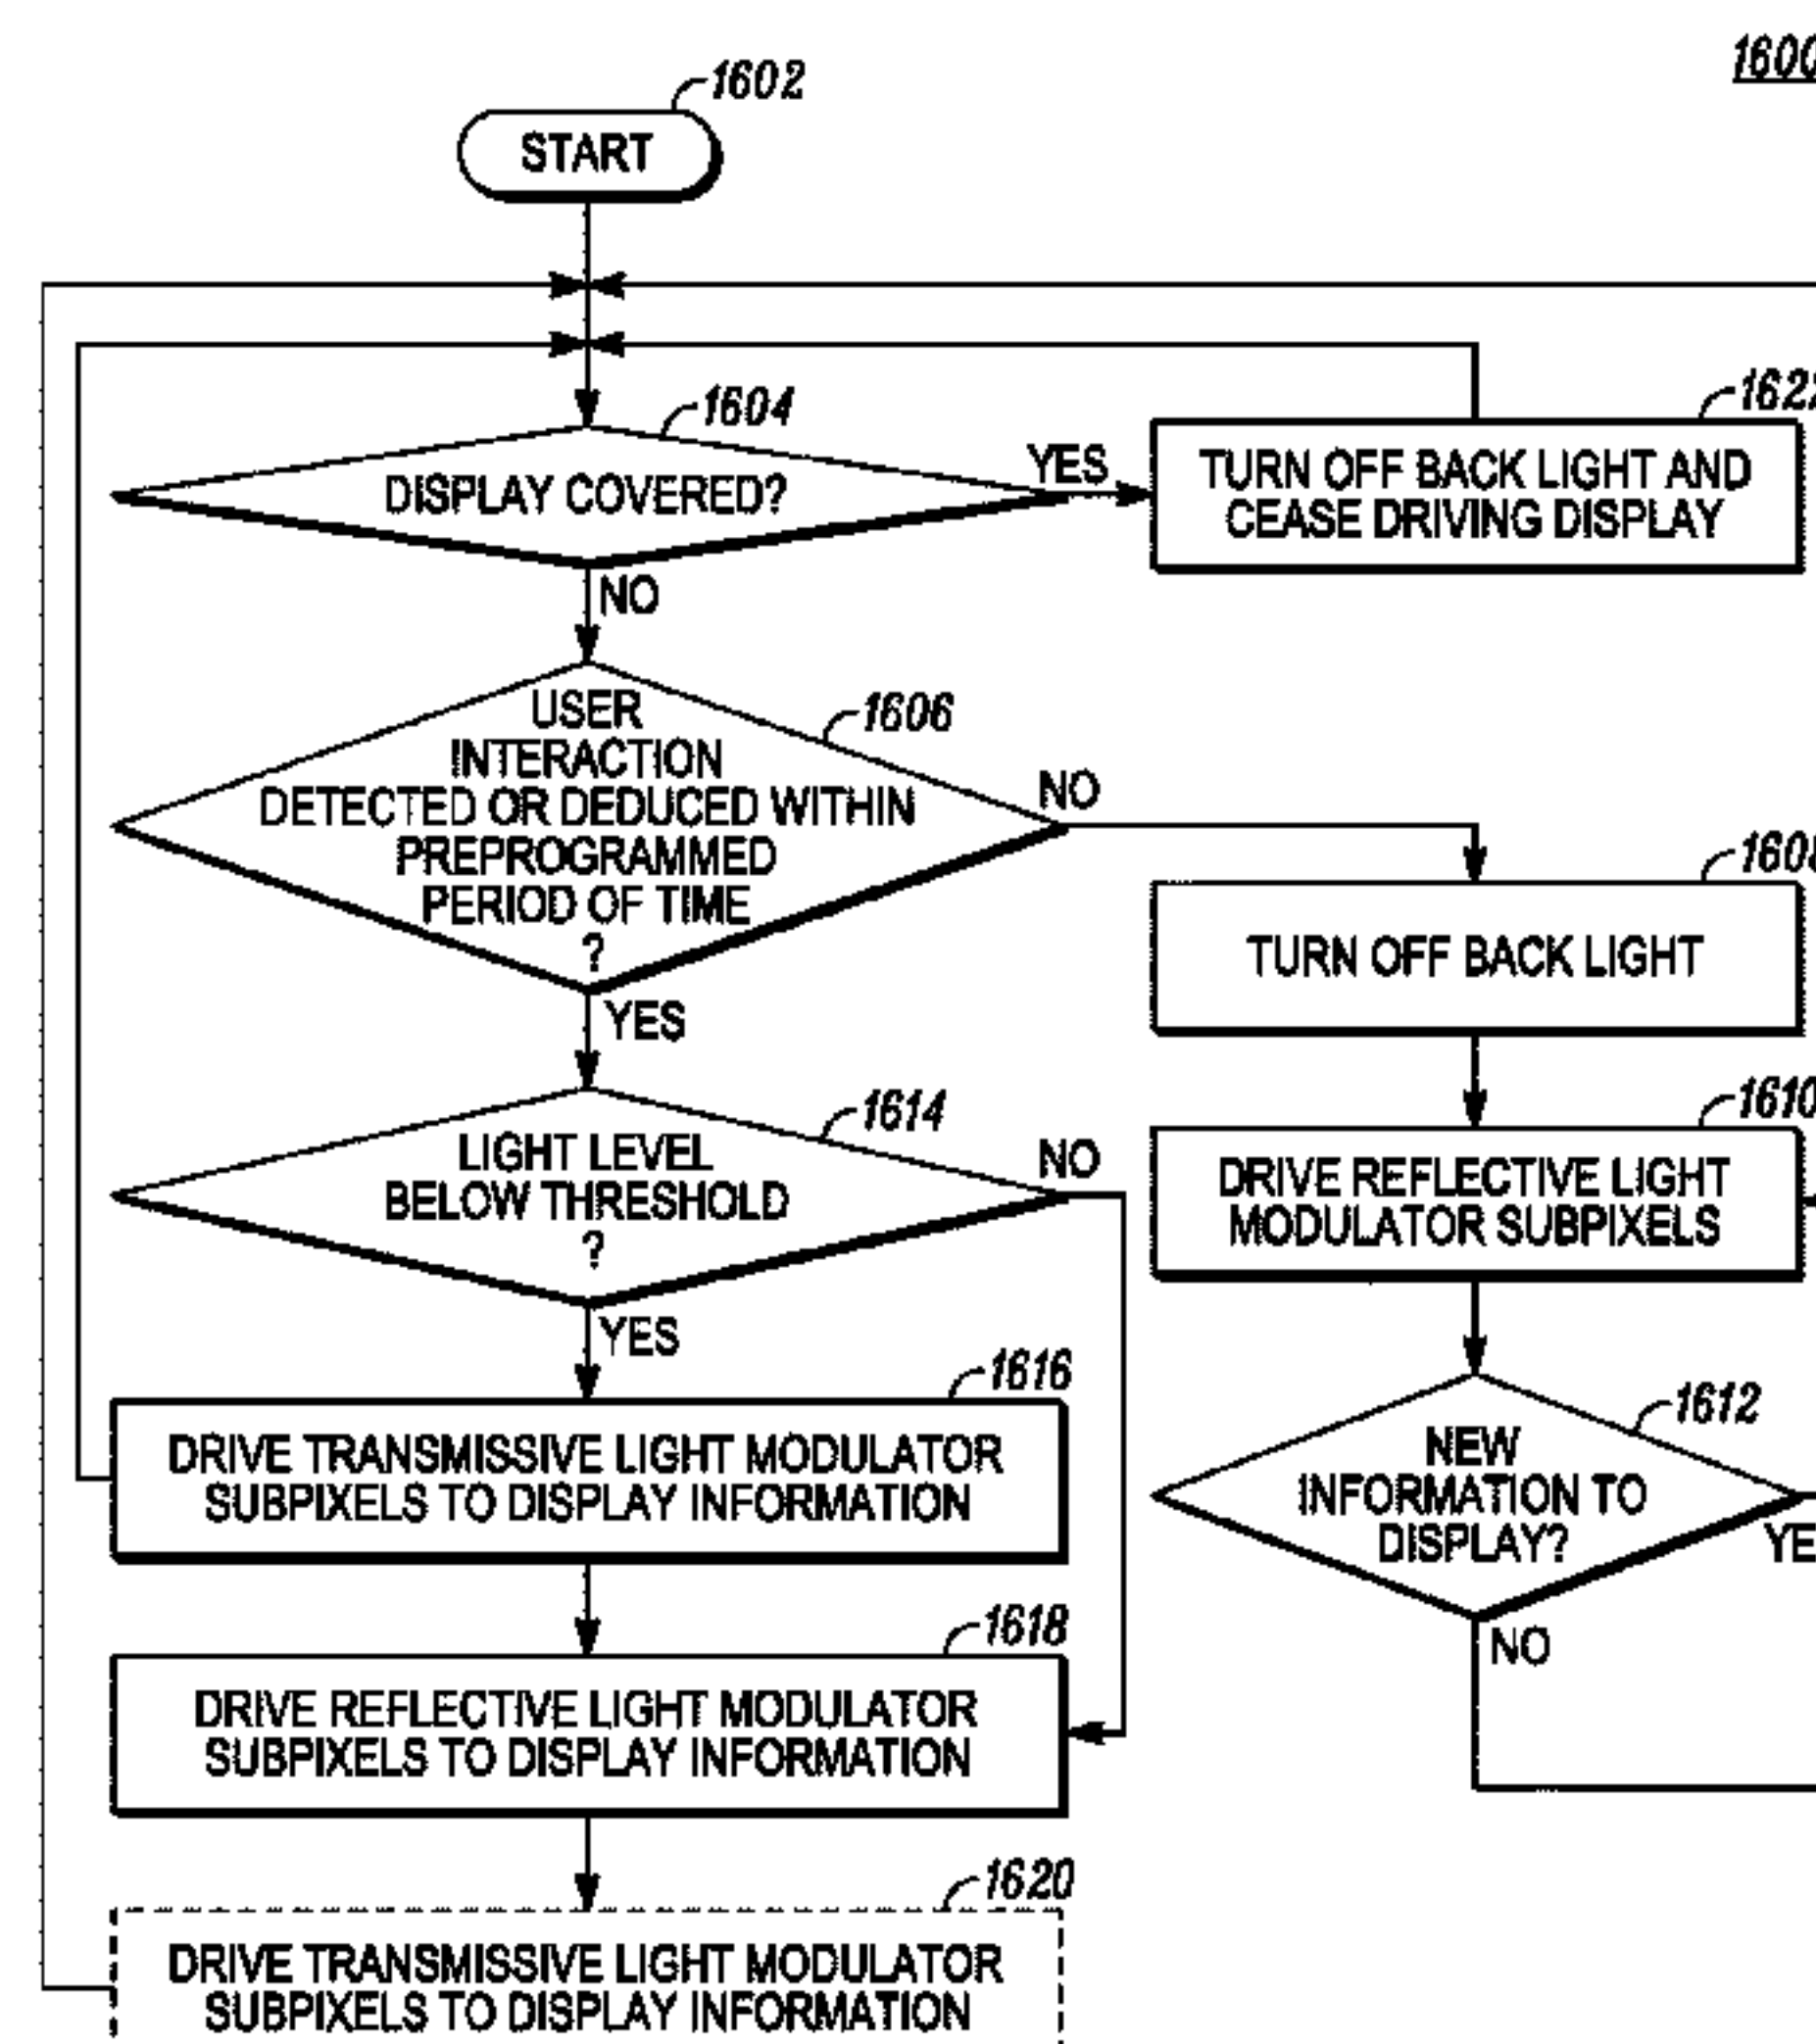 1600
1602
START
1604
DISPLAY COVERED?
YES
1622
TURN OFF BACK LIGHT AND
CEASE DRIVING DISPLAY
NO
1606
USER
INTERACTION
DETECTED OR DEDUCED WITHIN
PREPROGRAMMED
PERIOD OF TIME
?
NO
YES
1608
TURN OFF BACK LIGHT
1614
LIGHT LEVEL
BELOW THRESHOLD
?
NO
YES
1610
DRIVE REFLECTIVE LIGHT
MODULATOR SUBPIXELS
1616
DRIVE TRANSMISSIVE LIGHT MODULATOR
SUBPIXELS TO DISPLAY INFORMATION
1612
NEW
INFORMATION TO
DISPLAY?
YE
NO
1618
DRIVE REFLECTIVE LIGHT MODULATOR
SUBPIXELS TO DISPLAY INFORMATION
1620
DRIVE TRANSMISSIVE LIGHT MODULATOR
SUBPIXELS TO DISPLAY INFORMATION